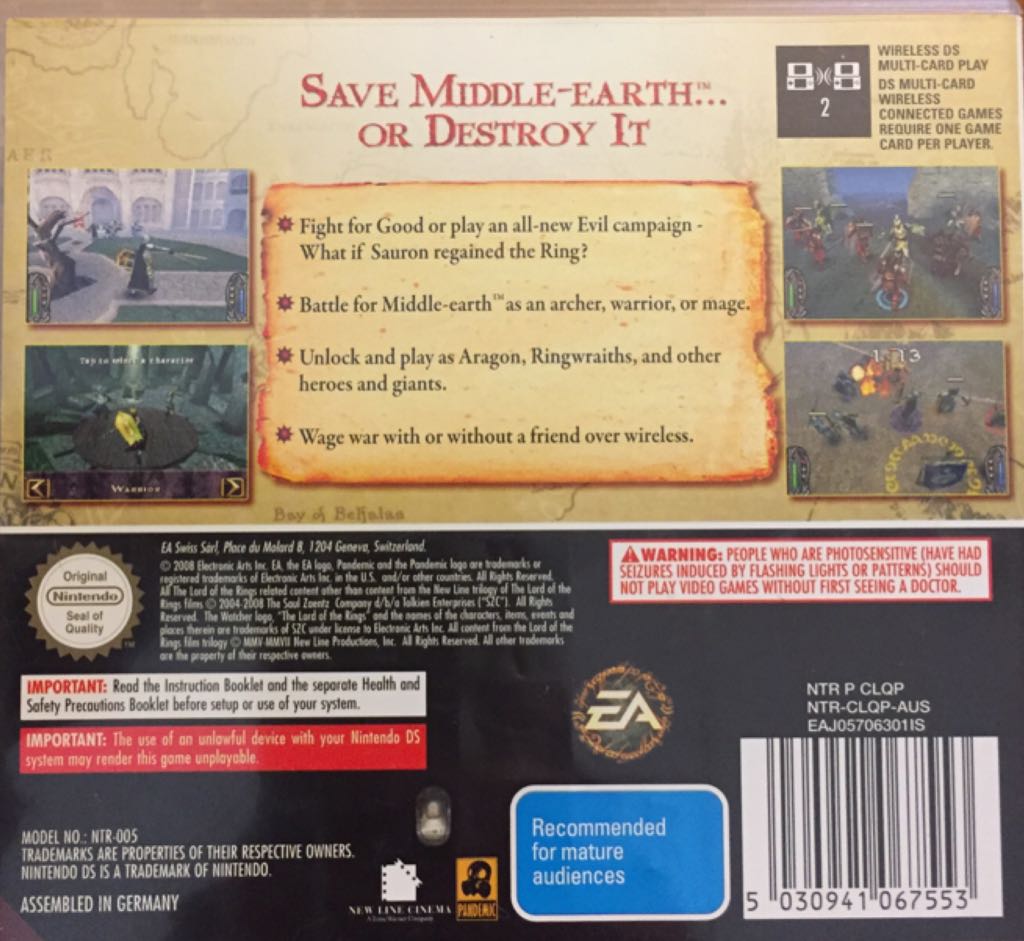 SAVE MIDDLE-EARTH™...
OR DESTROY IT
WIRELESS DS
MULTI-CARD PLAY
DS MULTI-CARD
WIRELESS
CONNECTED GAMES
REQUIRE ONE GAME
CARD PER PLAYER.
2
Fight for Good or play an all-new Evil campaign -
What if Sauron regained the Ring?
Battle for Middle-earth™ as an archer, warrior, or mage.
Unlock and play as Aragon, Ringwraiths, and other
heroes and giants.
Wage war with or without a friend over wireless.
Tap to select a character
WARRIOR
1:13
Bay of Belfalas
Original
Nintendo
Seal of
Quality
TM
EA Swiss Sàrl, Place du Molard 8, 1204 Geneva, Switzerland.
© 2008 Electronic Arts Inc. EA, the EA logo, Pandemic and the Pandemic logo are trademarks or
registered trademarks of Electronic Arts Inc. in the U.S. and/or other countries. All Rights Reserved.
All The Lord of the Rings related content other than content from the New Line trilogy of The Lord of the
Rings films © 2004-2008 The Saul Zaentz Company d/b/a Tolkien Enterprises ("SZC"). All Rights
Reserved. The Watcher logo, "The Lord of the Rings" and the names of the characters, items, events and
places therein are trademarks of SZC under license to Electronic Arts Inc. All content from The Lord of the
Rings film trilogy © MMV-MMVII New Line Productions, Inc. All Rights Reserved. All other trademarks
are the property of their respective owners.
WARNING: PEOPLE WHO ARE PHOTOSENSITIVE (HAVE HAD
SEIZURES INDUCED BY FLASHING LIGHTS OR PATTERNS) SHOULD
NOT PLAY VIDEO GAMES WITHOUT FIRST SEEING A DOCTOR.
IMPORTANT: Read the Instruction Booklet and the separate Health and
Safety Precautions Booklet before setup or use of your system.
IMPORTANT: The use of an unlawful device with your Nintendo DS
system may render this game unplayable.
EA
NTR P CLQP
NTR-CLQP-AUS
EAJ05706301IS
MODEL NO.: NTR-005
TRADEMARKS ARE PROPERTIES OF THEIR RESPECTIVE OWNERS.
NINTENDO DS IS A TRADEMARK OF NINTENDO.
ASSEMBLED IN GERMANY
NEW LINE CINEMA
A Time Warner Company
PANDEMIC
Recommended
for mature
audiences
5 030941 067553